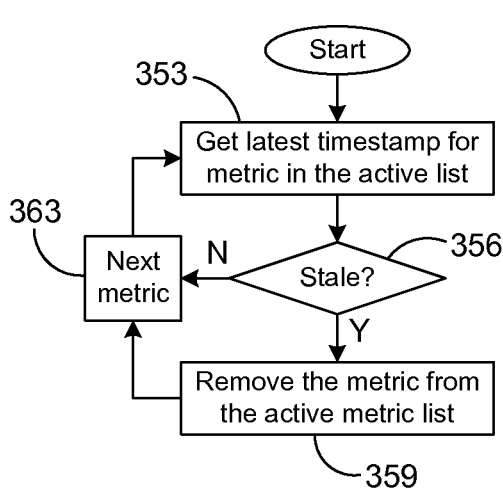 Start
353
Get latest timestamp for
metric in the active list
363
356
N
Next
metric
Stale?
Y
Remove the metric from
the active metric list
359